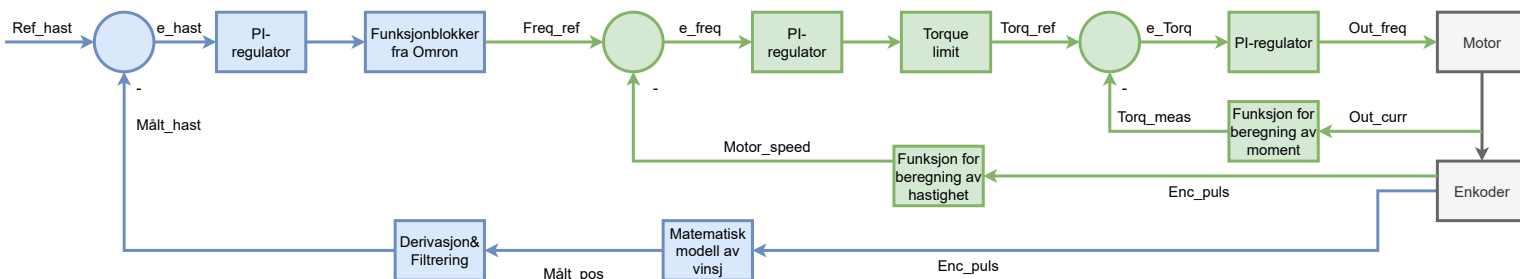 Ref_hast
e_hast
PI-
regulator
Funksjonblokker
fra Omron
Freq_ref
e_freq
PI-
regulator
Torque
limit
Torq_ref
e_Torq
PI-regulator
Out_freq
Motor
-
-
-
Målt_hast
Torq_meas
Funksjon for
beregning av
moment
Out_curr
Motor_speed
Funksjon for
beregning av
hastighet
Enc_puls
Enkoder
Derivasjon&
Filtrering
Målt_pos
Matematisk
modell av
vinsj
Enc_puls